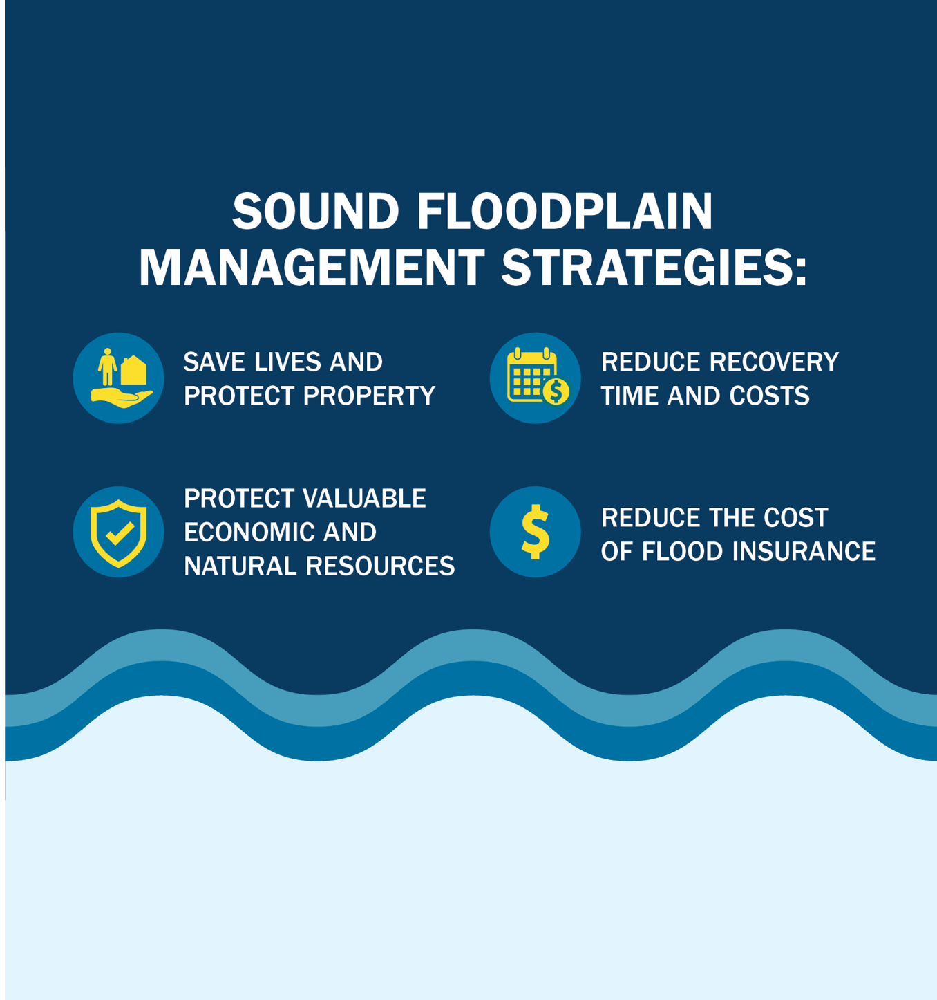 SOUND FLOODPLAIN
MANAGEMENT STRATEGIES:
SAVE LIVES AND
PROTECT PROPERTY
REDUCE RECOVERY
TIME AND COSTS
PROTECT VALUABLE
ECONOMIC AND
NATURAL RESOURCES
REDUCE THE COST
OF FLOOD INSURANCE